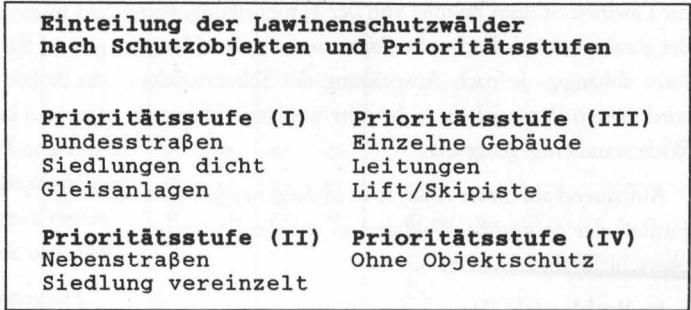 Einteilung der Lawinenschutzwälder
nach Schutzobjekten und Prioritätsstufen
Prioritätsstufe (I)
Bundesstraßen
Siedlungen dicht
Gleisanlagen
Prioritätsstufe (III)
Einzelne Gebäude
Leitungen
Lift/Skipisten
Prioritätsstufe (II)
Nebenstraßen
Siedlung vereinzelt
Prioritätsstufe (IV)
Ohne Objektschutz